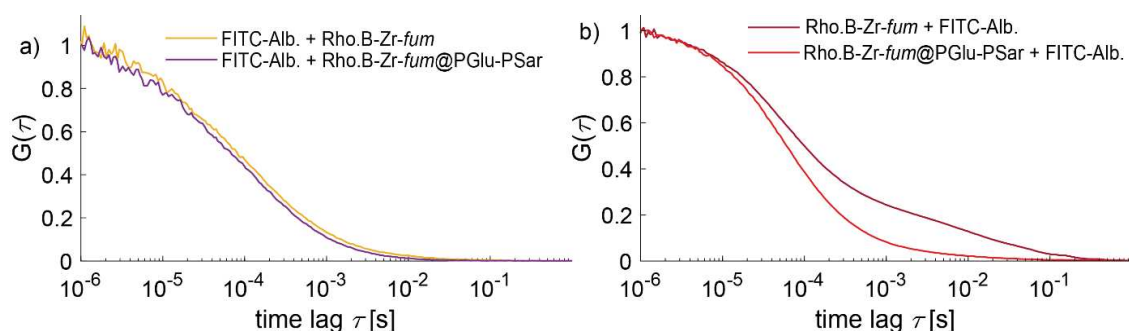 a)
FITC-Alb. + Rho.B-Zr-fum
FITC-Alb. + Rho.B-Zr-fum@PGlu-PSar
G(τ)
1
0.8
0.6
0.4
0.2
0
10⁻⁶ 10⁻⁵ 10⁻⁴ 10⁻³ 10⁻² 10⁻¹
time lag τ [s]
b)
Rho.B-Zr-fum + FITC-Alb.
Rho.B-Zr-fum@PGlu-PSar + FITC-Alb.
G(τ)
1
0.8
0.6
0.4
0.2
0
10⁻⁶ 10⁻⁵ 10⁻⁴ 10⁻³ 10⁻² 10⁻¹
time lag τ [s]